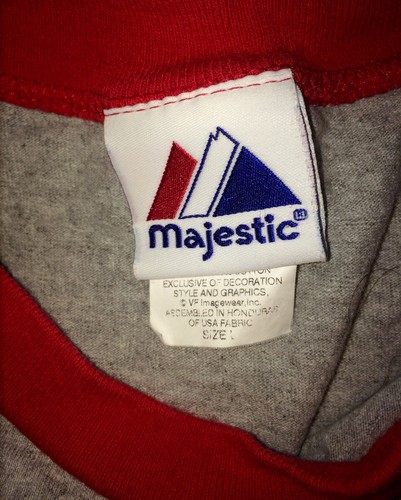 majestic
EXCLUSIVE OF DECORATION
STYLE AND GRAPHICS.
© VF Imagewear, Inc.
ASSEMBLED IN HONDURAS
OF USA FABRIC
SIZE L